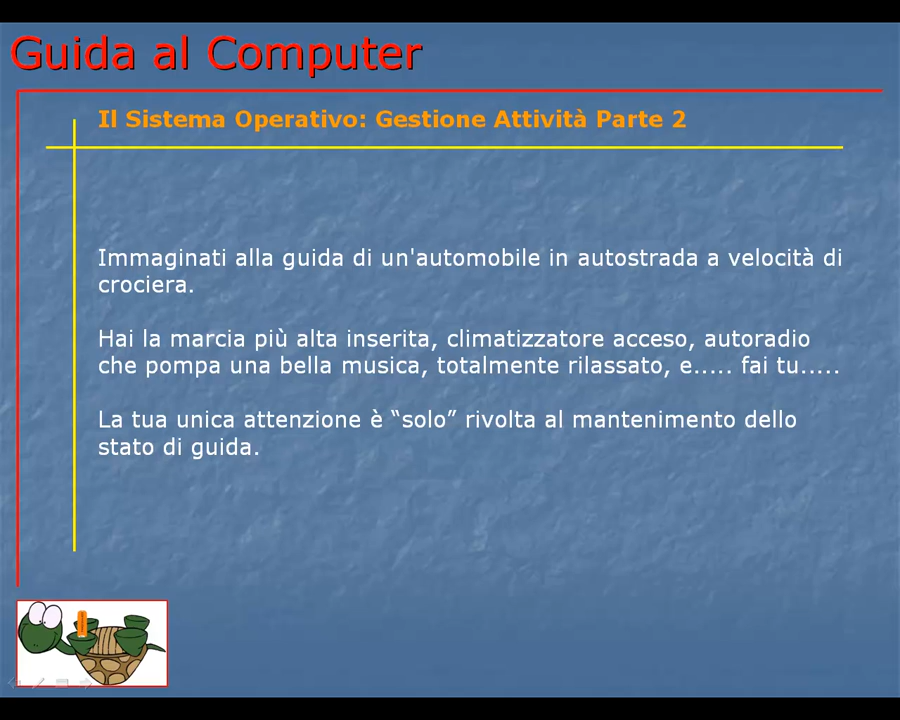 Guida al Computer
Il Sistema Operativo: Gestione Attività Parte 2
Immaginati alla guida di un'automobile in autostrada a velocità di
crociera.
Hai la marcia più alta inserita, climatizzatore acceso, autoradio
che pompa una bella musica, totalmente rilassato, e..... fai tu.....
La tua unica attenzione è “solo” rivolta al mantenimento dello
stato di guida.